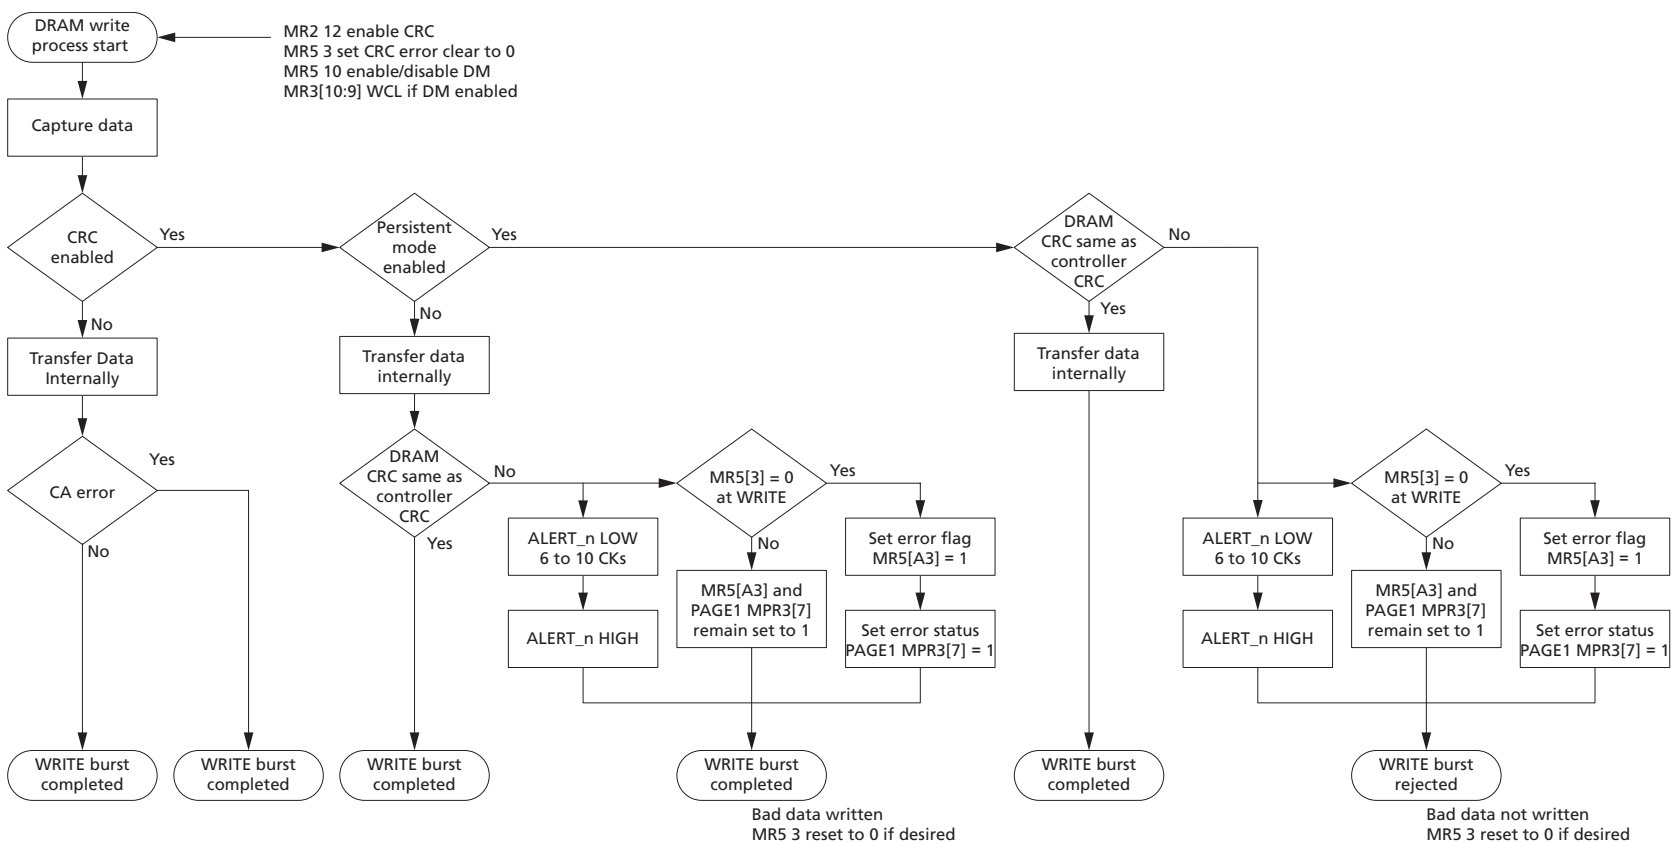 DRAM write
process start
MR2 12 enable CRC
MR5 3 set CRC error clear to 0
MR5 10 enable/disable DM
MR3[10:9] WCL if DM enabled
Capture data
CRC
enabled
Yes
No
Persistent
mode
enabled
Yes
No
DRAM
CRC same as
controller
CRC
No
Yes
Transfer Data
Internally
Transfer data
internally
Transfer data
internally
CA error
Yes
No
DRAM
CRC same as
controller
CRC
No
Yes
MR5[3] = 0
at WRITE
Yes
No
ALERT_n LOW
6 to 10 CKs
ALERT_n HIGH
MR5[A3] and
PAGE1 MPR3[7]
remain set to 1
Set error flag
MR5[A3] = 1
Set error status
PAGE1 MPR3[7] = 1
MR5[3] = 0
at WRITE
Yes
No
ALERT_n LOW
6 to 10 CKs
ALERT_n HIGH
MR5[A3] and
PAGE1 MPR3[7]
remain set to 1
Set error flag
MR5[A3] = 1
Set error status
PAGE1 MPR3[7] = 1
WRITE burst
completed
WRITE burst
completed
WRITE burst
completed
WRITE burst
completed
Bad data written
MR5 3 reset to 0 if desired
WRITE burst
completed
WRITE burst
rejected
Bad data not written
MR5 3 reset to 0 if desired